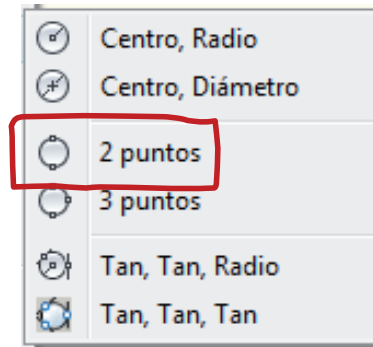 Centro, Radio
Centro, Diámetro
2 puntos
3 puntos
Tan, Tan, Radio
Tan, Tan, Tan